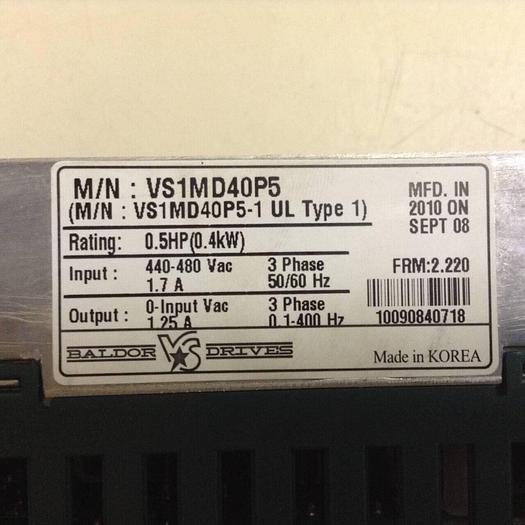 M/N : VS1MD40P5
(M/N : VS1MD40P5-1 UL Type 1)
MFD. IN
2010 ON
SEPT 08
Rating: 0.5HP(0.4kW)
Input : 440-480 Vac 3 Phase
1.7 A 50/60 Hz
FRM:2.220
Output : 0-Input Vac 3 Phase
1.25 A 0.1-400 Hz
10090840718
BALDOR VS DRIVES
Made in KOREA